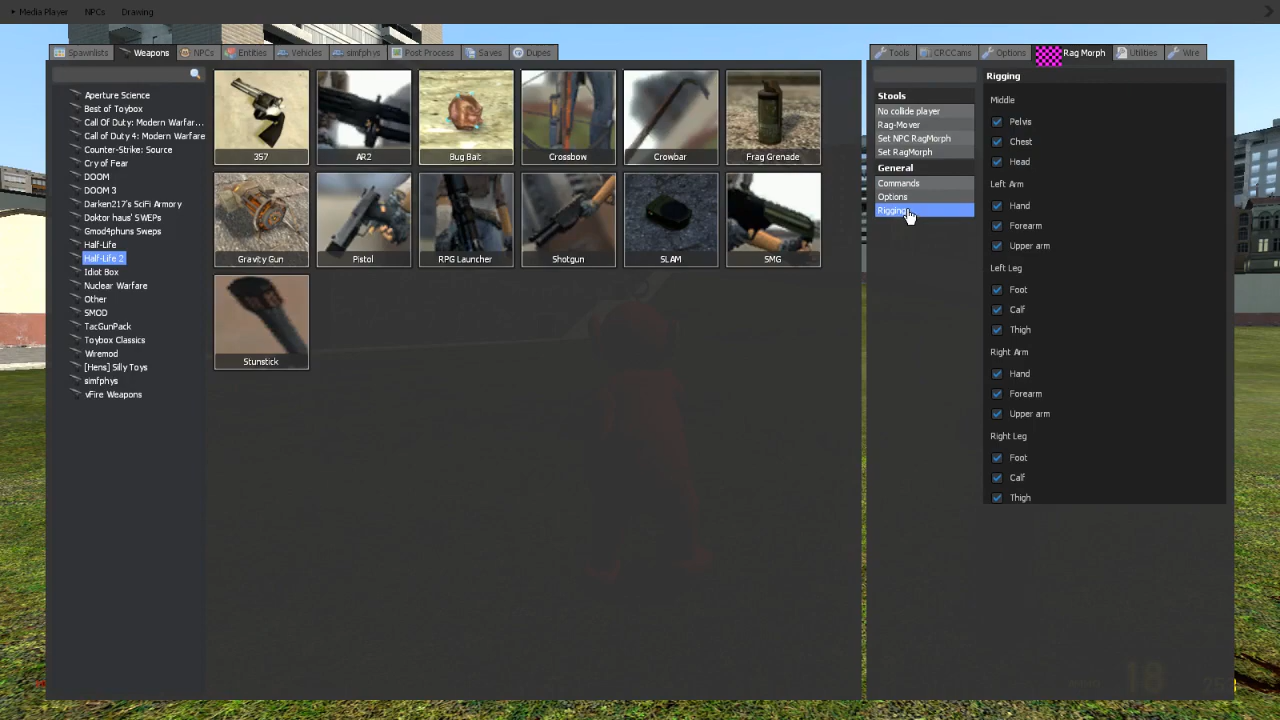 Media Player NPCs Drawing
Spawnlists Weapons NPCs Entities Vehicles simfphys Post Process Saves Dupes
Aperture Science
Best of Toybox
Call Of Duty: Modern Warfar...
Call of Duty 4: Modern Warfare
Counter-Strike: Source
Cry of Fear
DOOM
DOOM 3
Darken217's SciFi Armory
Doktor haus' SWEPs
Gmod4phuns Sweps
Half-Life
Half-Life 2
Idiot Box
Nuclear Warfare
Other
SMOD
TacGunPack
Toybox Classics
Wiremod
[Hens] Silly Toys
simfphys
vFire Weapons
357 AR2 Bug Bait Crossbow Crowbar Frag Grenade
Gravity Gun Pistol RPG Launcher Shotgun SLAM SMG
Stunstick
Tools CRCCams Options Rag Morph Utilities Wire
Stools
No collide player
Rag-Mover
Set NPC RagMorph
Set RagMorph
General
Commands
Options
Rigging
Rigging
Middle
Pelvs
Chest
Head
Left Arm
Hand
Forearm
Upper arm
Left Leg
Foot
Calf
Thigh
Right Arm
Hand
Forearm
Upper arm
Right Leg
Foot
Calf
Thigh
18